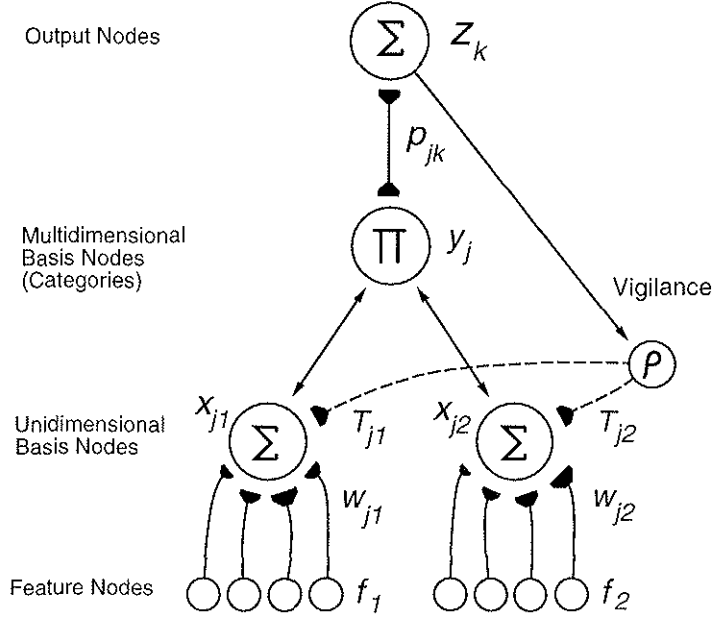 Output Nodes
Σ
z_k
p_jk
Multidimensional
Basis Nodes
(Categories)
Π
y_j
Vigilance
ρ
Unidimensional
Basis Nodes
x_j1
Σ
T_j1
x_j2
Σ
T_j2
w_j1
w_j2
Feature Nodes
f_1
f_2